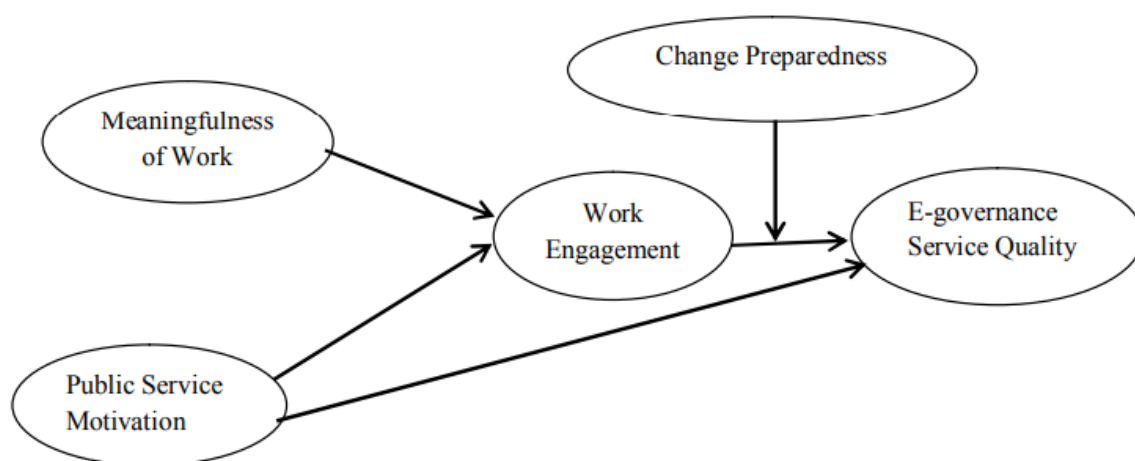 Change Preparedness
Meaningfulness
of Work
Work
Engagement
E-governance
Service Quality
Public Service
Motivation